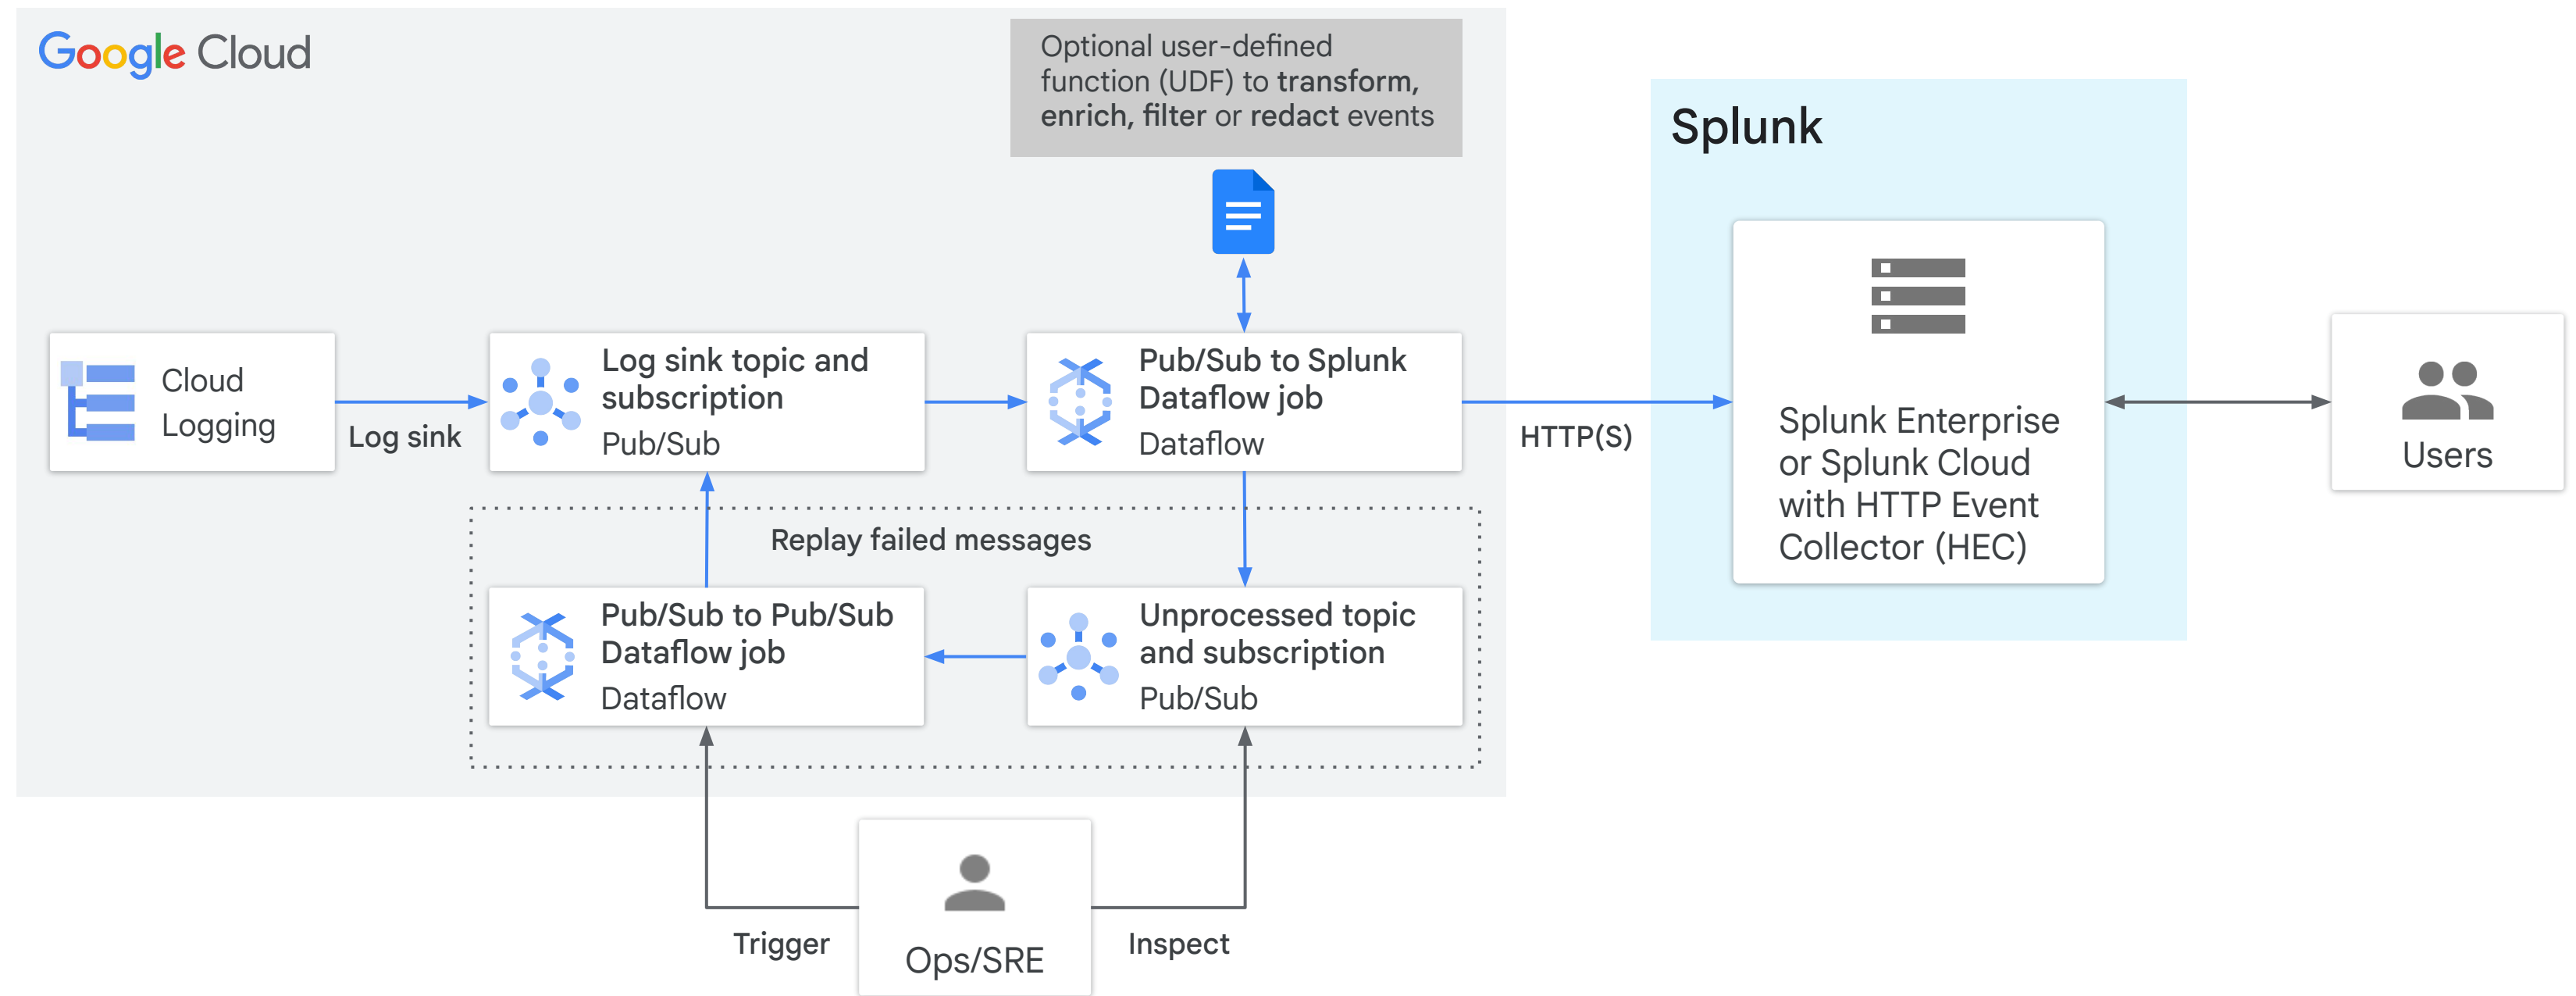 Google Cloud
Optional user-defined
function (UDF) to transform,
enrich, filter or redact events
Splunk
Cloud
Logging
Log sink
Log sink topic and
subscription
Pub/Sub
Pub/Sub to Splunk
Dataflow job
Dataflow
HTTP(S)
Splunk Enterprise
or Splunk Cloud
with HTTP Event
Collector (HEC)
Users
Replay failed messages
Pub/Sub to Pub/Sub
Dataflow job
Dataflow
Unprocessed topic
and subscription
Pub/Sub
Trigger
Ops/SRE
Inspect